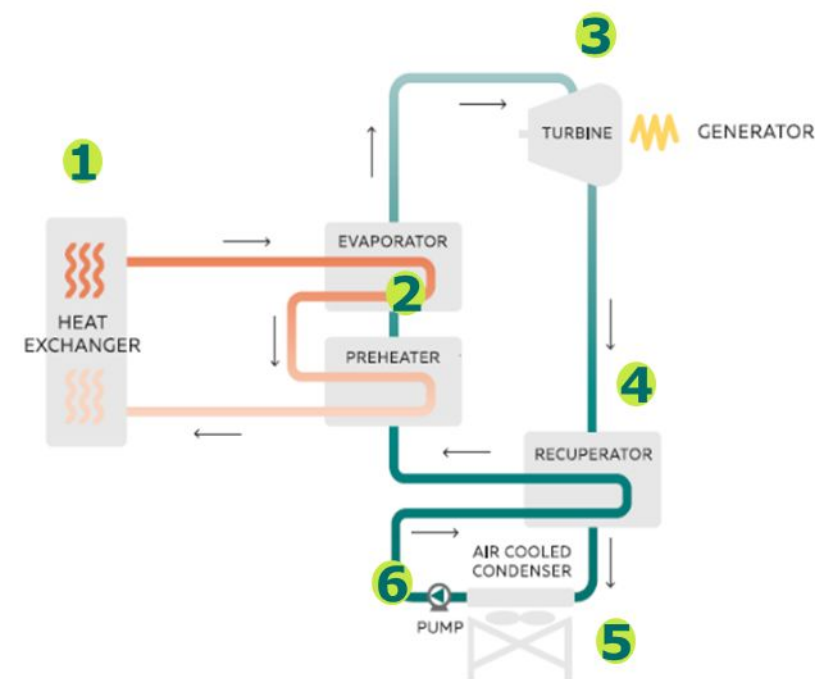 3
TURBINE
GENERATOR
1
EVAPORATOR
2
HEAT
EXCHANGER
PREHEATER
4
RECUPERATOR
AIR COOLED
CONDENSER
6
PUMP
5